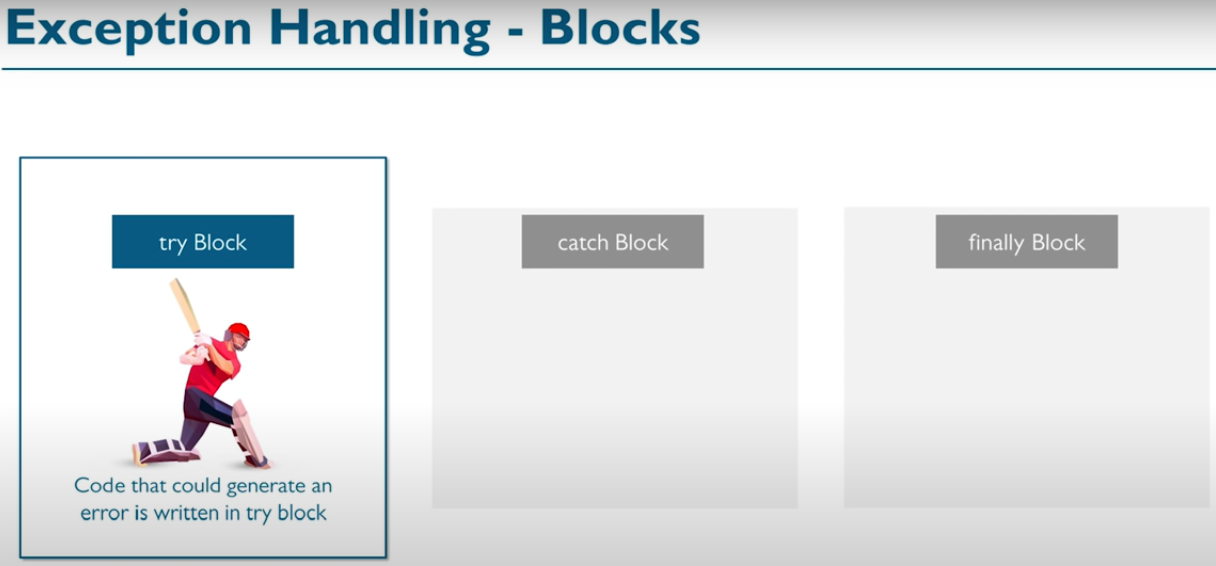 Exception Handling - Blocks
try Block
catch Block
finally Block
Code that could generate an
error is written in try block